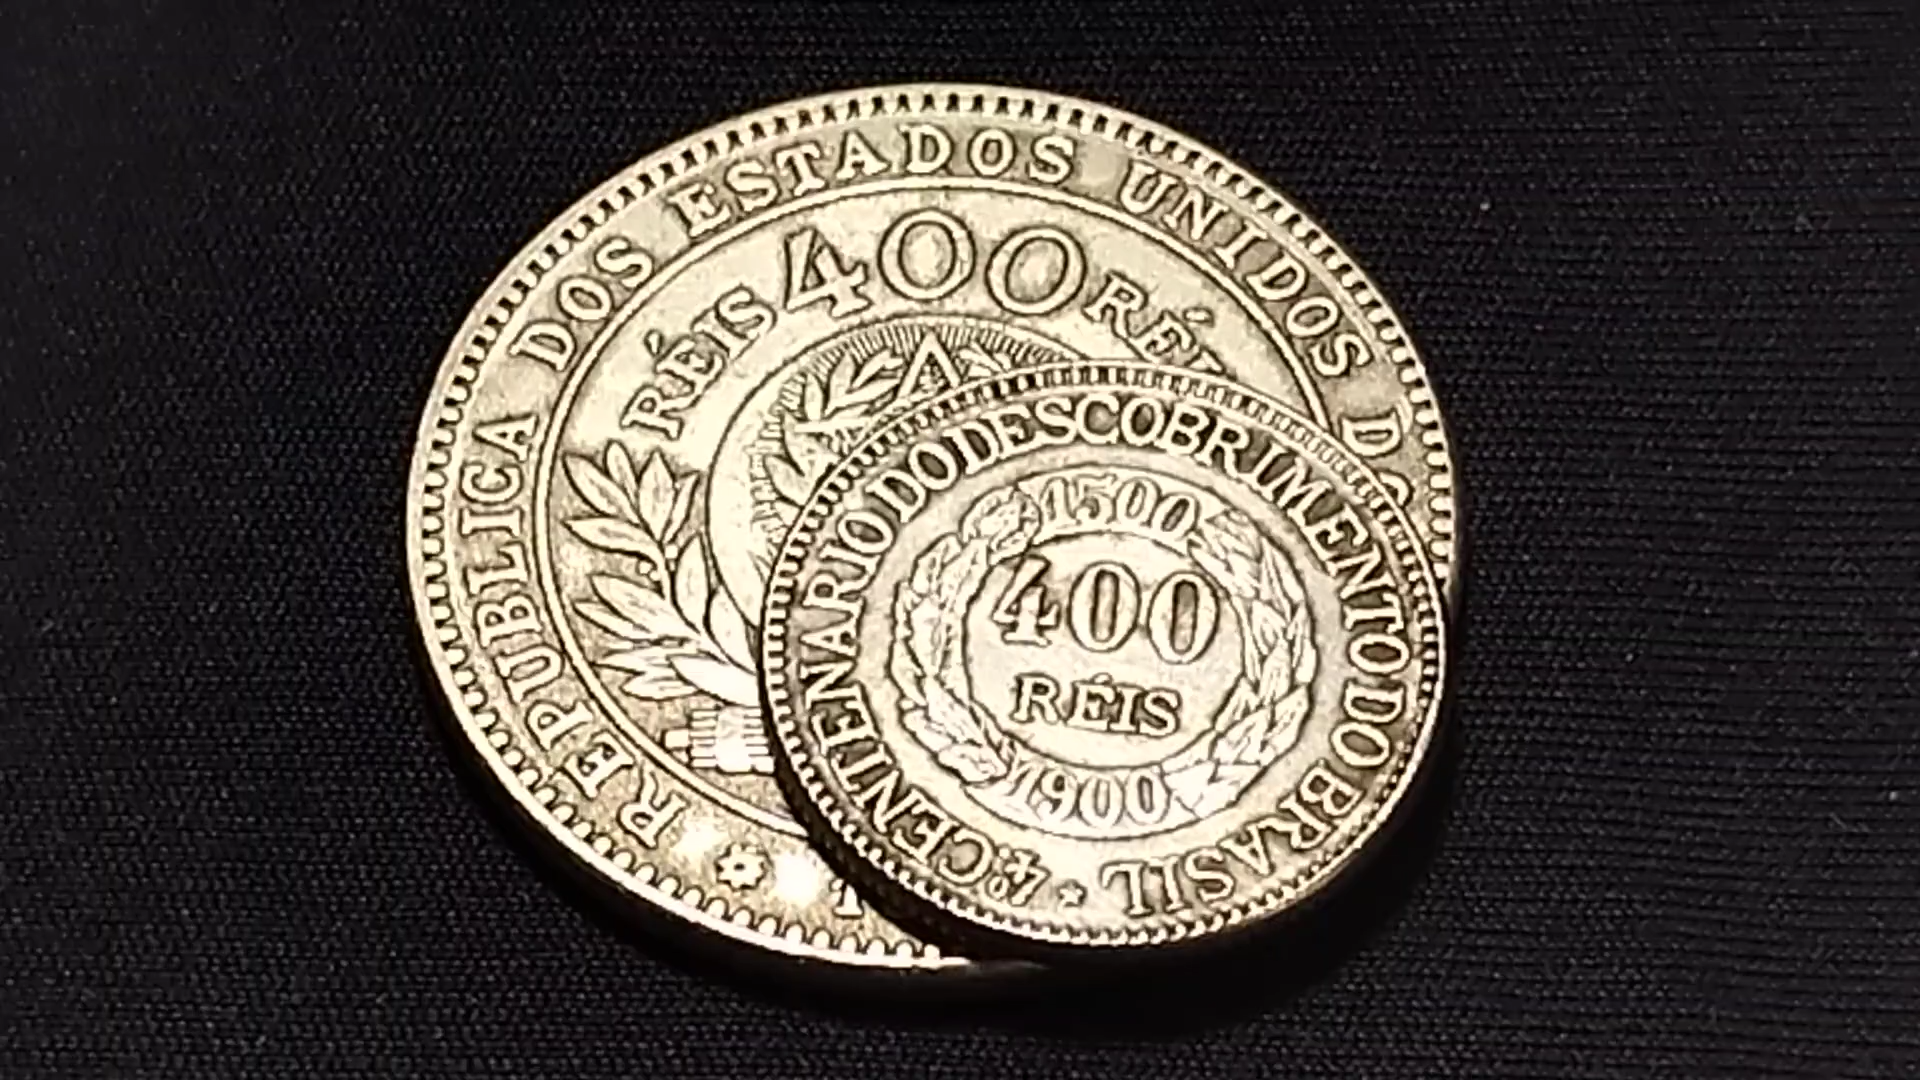 REPUBLICA DOS ESTADOS UNIDOS DO
RÉIS 400 RÉIS
4º CENTENARIO DO DESCOBRIMENTO DO BRASIL
1500
400
RÉIS
1900